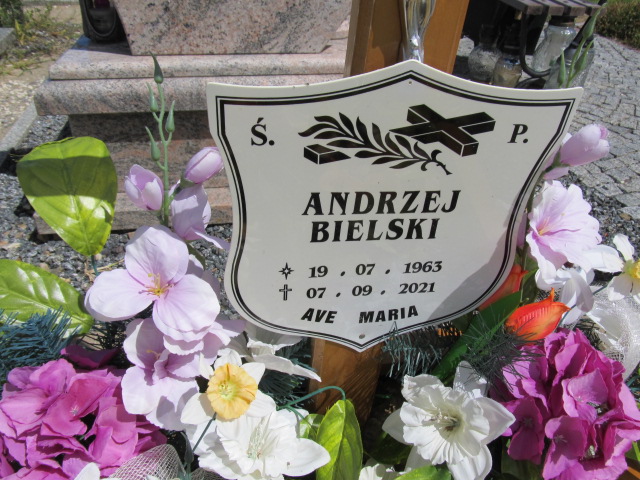 Ś. P.
ANDRZEJ
BIELSKI
19 . 07 . 1963
07 . 09 . 2021
AVE MARIA